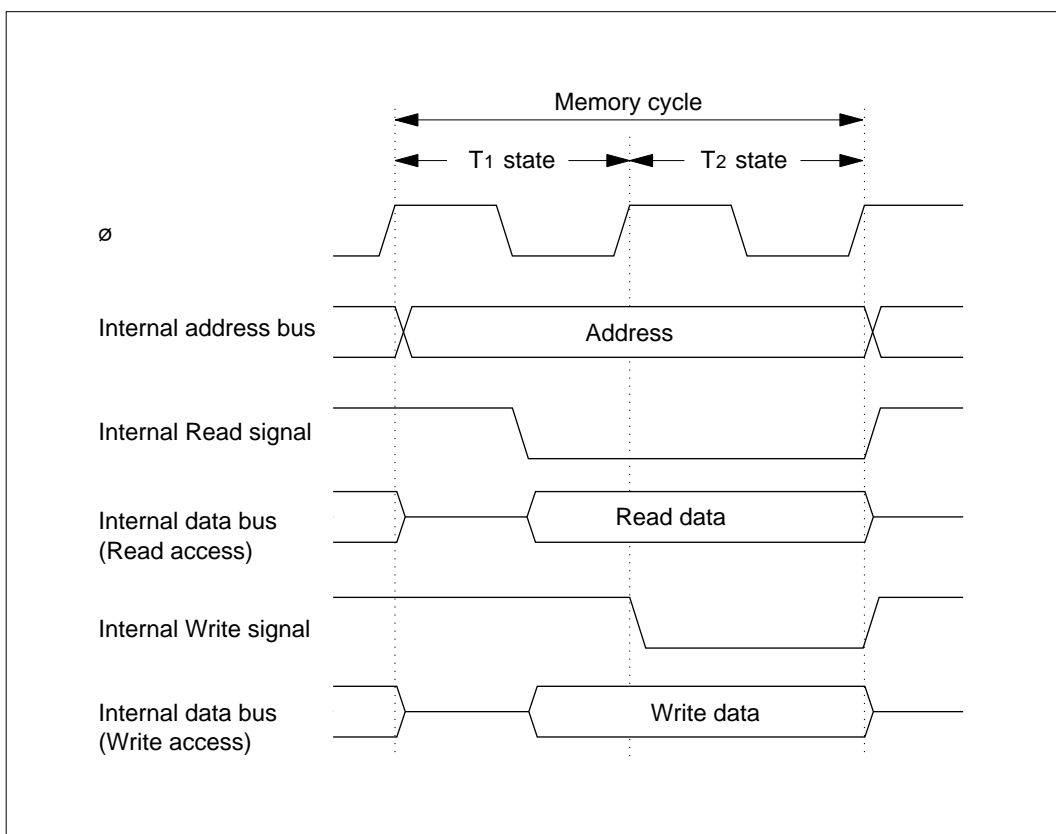 Memory cycle
T1 state
T2 state
ø
Internal address bus
Address
Internal Read signal
Internal data bus
(Read access)
Read data
Internal Write signal
Internal data bus
(Write access)
Write data